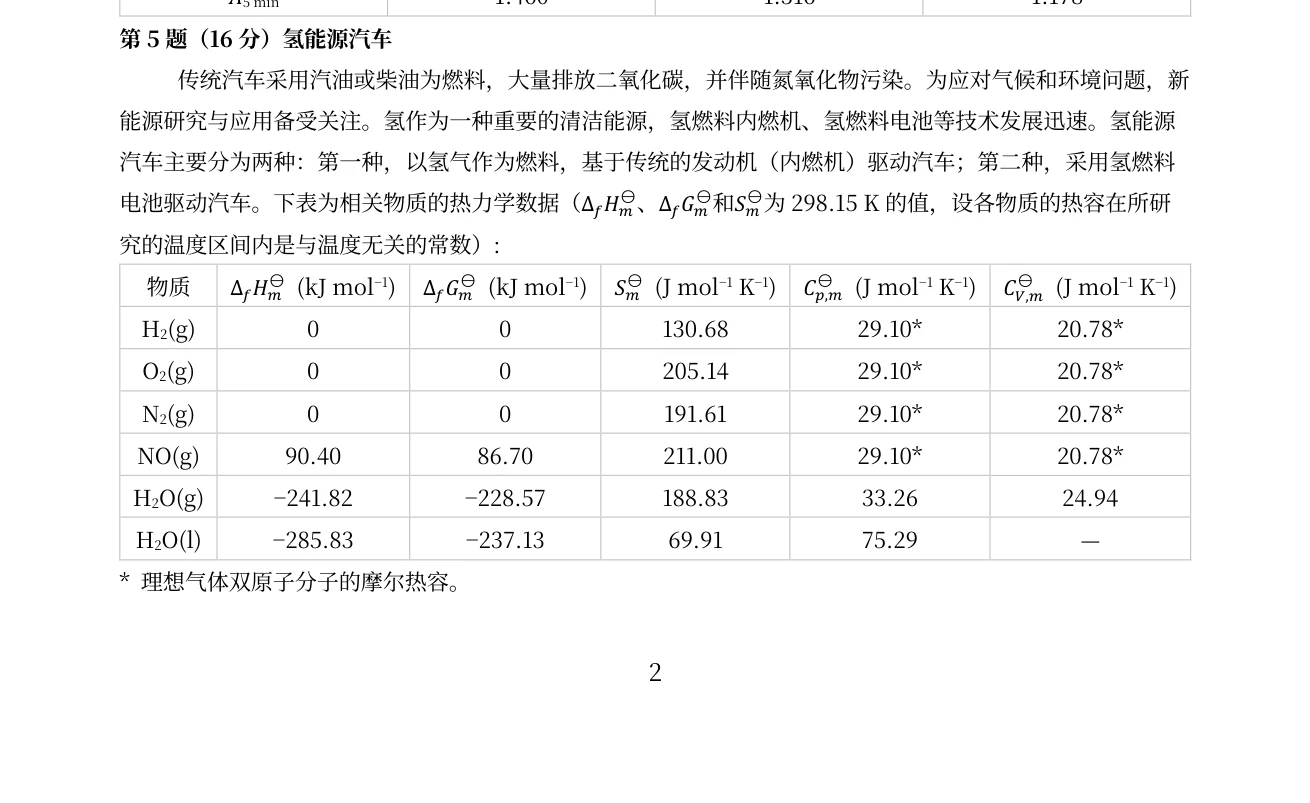 第 5 题（16 分）氢能源汽车
传统汽车采用汽油或柴油为燃料，大量排放二氧化碳，并伴随氮氧化物污染。为应对气候和环境问题，新
能源研究与应用备受关注。氢作为一种重要的清洁能源，氢燃料内燃机、氢燃料电池等技术发展迅速。氢能源
汽车主要分为两种：第一种，以氢气作为燃料，基于传统的发动机（内燃机）驱动汽车；第二种，采用氢燃料
电池驱动汽车。下表为相关物质的热力学数据（Δ_fH_m^⊖、Δ_fG_m^⊖和S_m^⊖为 298.15 K 的值，设各物质的热容在所研
究的温度区间内是与温度无关的常数）:
物质 Δ_fH_m^⊖ (kJ mol⁻¹) Δ_fG_m^⊖ (kJ mol⁻¹) S_m^⊖ (J mol⁻¹ K⁻¹) C_{p,m}^⊖ (J mol⁻¹ K⁻¹) C_{V,m}^⊖ (J mol⁻¹ K⁻¹)
H₂(g) 0 0 130.68 29.10* 20.78*
O₂(g) 0 0 205.14 29.10* 20.78*
N₂(g) 0 0 191.61 29.10* 20.78*
NO(g) 90.40 86.70 211.00 29.10* 20.78*
H₂O(g) −241.82 −228.57 188.83 33.26 24.94
H₂O(l) −285.83 −237.13 69.91 75.29 —
* 理想气体双原子分子的摩尔热容。
2